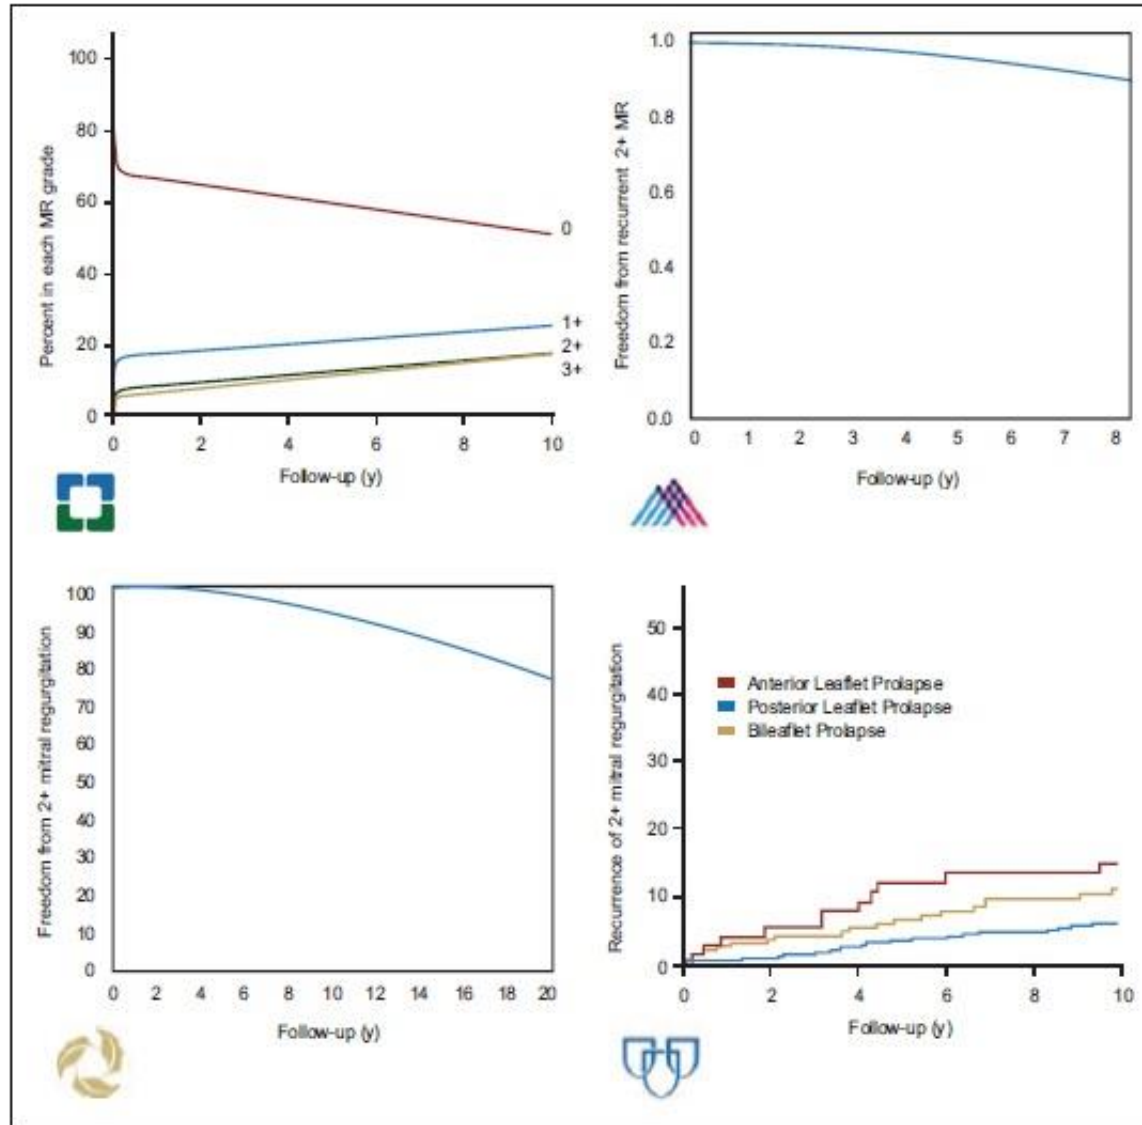 Percent in each MR grade
100
80
60
40
20
0
0
1+
2+
3+
0 2 4 6 8 10
Follow-up (y)
Freedom from recurrent 2+ MR
1.0
0.8
0.6
0.4
0.2
0.0
0 1 2 3 4 5 6 7 8
Follow-up (y)
Freedom from 2+ mitral regurgitation
100
90
80
70
60
50
40
30
20
10
0
0 2 4 6 8 10 12 14 16 18 20
Follow-up (y)
Recurrence of 2+ mitral regurgitation
50
40
30
20
10
0
Anterior Leaflet Prolapse
Posterior Leaflet Prolapse
Bileaflet Prolapse
0 2 4 6 8 10
Follow-up (y)